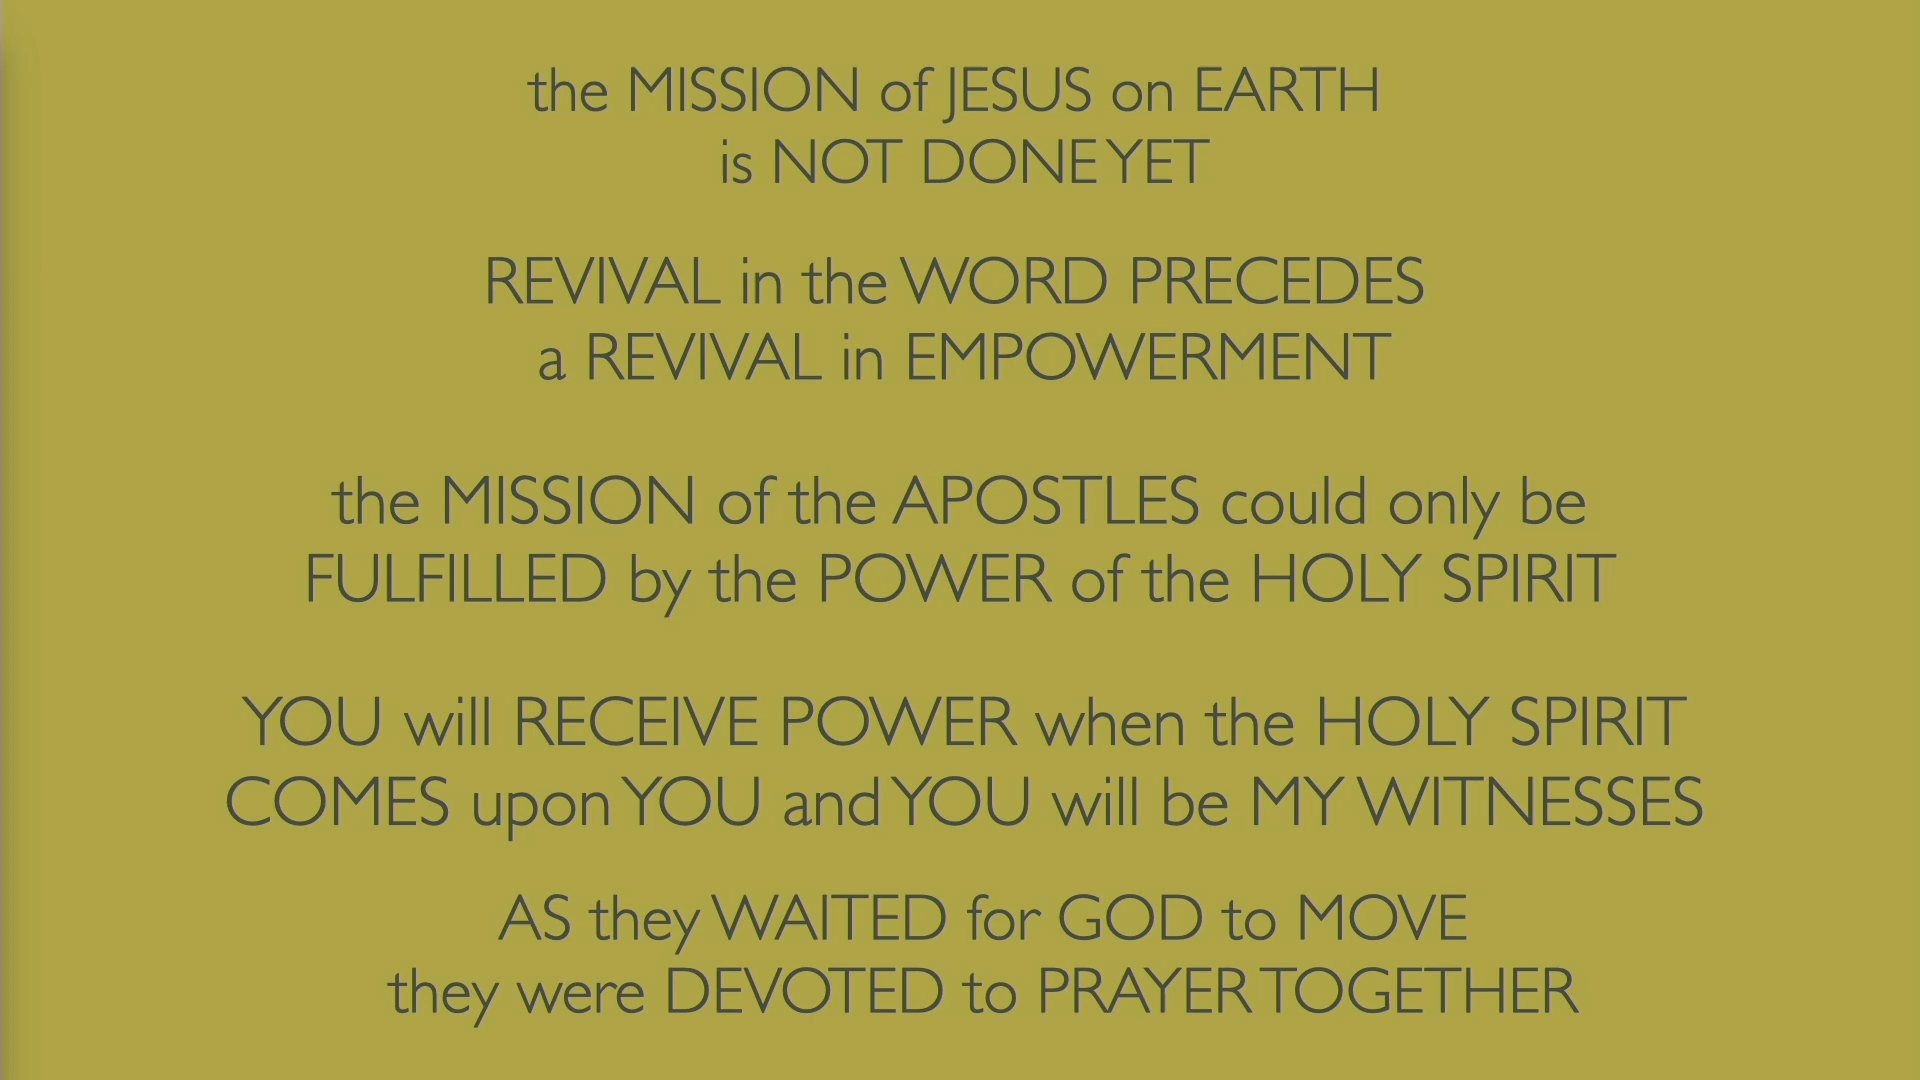 the MISSION of JESUS on EARTH
is NOT DONE YET
REVIVAL in the WORD PRECEDES
a REVIVAL in EMPOWERMENT
the MISSION of the APOSTLES could only be
FULFILLED by the POWER of the HOLY SPIRIT
YOU will RECEIVE POWER when the HOLY SPIRIT
COMES upon YOU and YOU will be MY WITNESSES
AS they WAITED for GOD to MOVE
they were DEVOTED to PRAYER TOGETHER